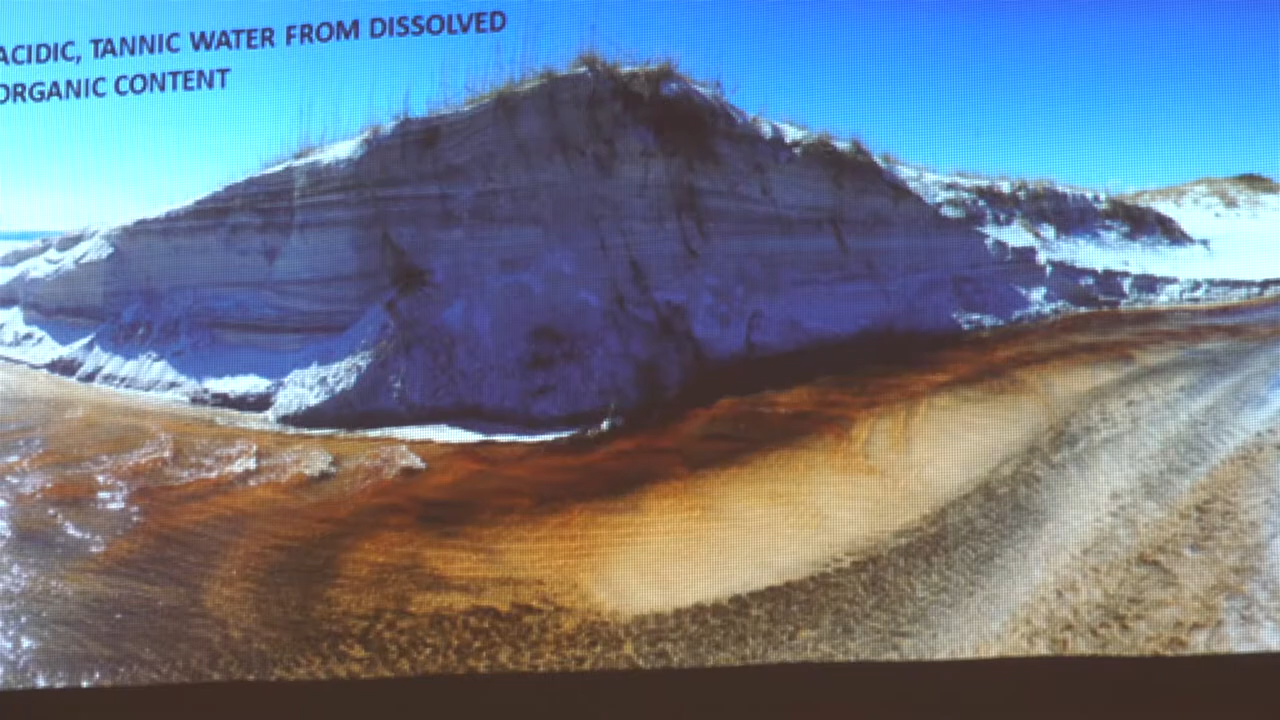 ACIDIC, TANNIC WATER FROM DISSOLVED
ORGANIC CONTENT